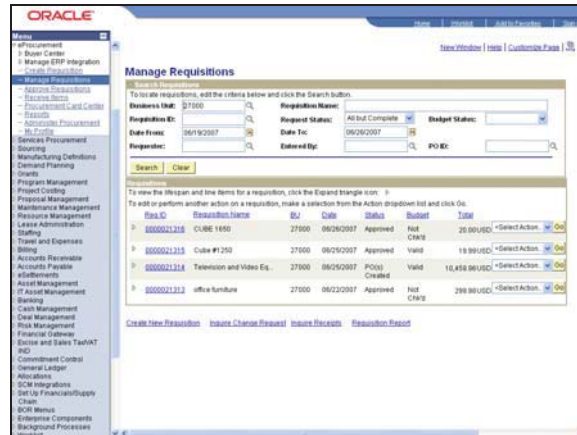 ORACLE
Home | Worklist | Add to Favorites | Sign
Menu
eProcurement
Buyer Center
Manage ERP Integration
Create Requisition
Manage Requisitions
Approve Requisitions
Receive Items
Procurement Card Center
Reports
Administer Procurement
My Profile
Services Procurement
Sourcing
Manufacturing Definitions
Demand Planning
Grants
Program Management
Project Costing
Proposal Management
Maintenance Management
Resource Management
Lease Administration
Staffing
Travel and Expenses
Billing
Accounts Receivable
Accounts Payable
eSettlements
Asset Management
IT Asset Management
Banking
Cash Management
Deal Management
Risk Management
Financial Gateway
Excise and Sales Tax/VAT
IND
Commitment Control
General Ledger
Allocations
SCM Integrations
Set Up Financials/Supply
Chain
BOR Menus
Enterprise Components
Background Processes
Worklist
New Window | Help | Customize Page |
Manage Requisitions
Search Requisitions
To locate requisitions, edit the criteria below and click the Search button.
Business Unit: 27000 Requisition Name:
Requisition ID: Request Status: All but Complete Budget Status:
Date From: 06/19/2007 Date To: 06/26/2007
Requester: Entered By: PO ID:
Search Clear
Requisitions
To view the lifespan and line items for a requisition, click the Expand triangle icon:
To edit or perform another action on a requisition, make a selection from the Action dropdown list and click Go.
Req ID Requisition Name BU Date Status Budget Total
0000021316 CUBE 1650 27000 06/26/2007 Approved Not Chk'd 20.00USD <Select Action.. Go
0000021315 Cube #1250 27000 06/25/2007 Approved Valid 19.99USD <Select Action.. Go
0000021314 Television and Video Eq.. 27000 06/25/2007 PO(s) Created Valid 10,459.96USD <Select Action.. Go
0000021313 office furniture 27000 06/22/2007 Approved Not Chk'd 299.98USD <Select Action.. Go
Create New Requisition Inquire Change Request Inquire Receipts Requisition Report